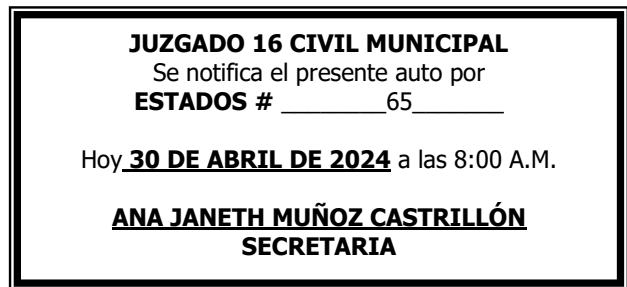 JUZGADO 16 CIVIL MUNICIPAL
Se notifica el presente auto por
ESTADOS # ________65_______
Hoy 30 DE ABRIL DE 2024 a las 8:00 A.M.
ANA JANETH MUÑOZ CASTRILLÓN
SECRETARIA